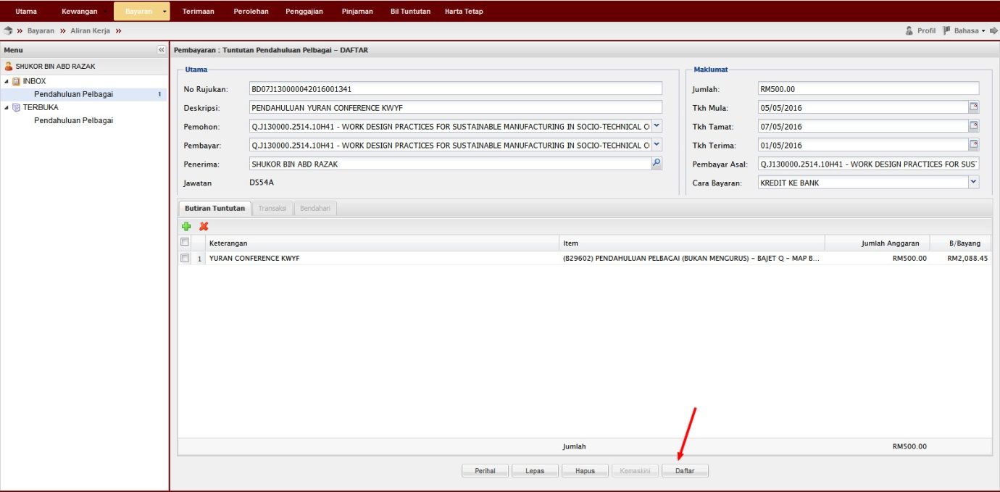 Utama Kewangan Bayaran Terimaan Perolehan Penggajian Pinjaman Bil Tuntutan Harta Tetap
» Bayaran » Aliran Kerja » Profil Bahasa
Menu «
SHUKOR BIN ABD RAZAK
INBOX
Pendahuluan Pelbagai 1
TERBUKA
Pendahuluan Pelbagai
Pembayaran : Tuntutan Pendahuluan Pelbagai – DAFTAR
Utama
No Rujukan: BD07J13000042016001341
Deskripsi: PENDAHULUAN YURAN CONFERENCE KWYF
Pemohon: Q.J130000.2514.10H41 - WORK DESIGN PRACTICES FOR SUSTAINABLE MANUFACTURING IN SOCIO-TECHNICAL C
Pembayar: Q.J130000.2514.10H41 - WORK DESIGN PRACTICES FOR SUSTAINABLE MANUFACTURING IN SOCIO-TECHNICAL C
Penerima: SHUKOR BIN ABD RAZAK
Jawatan DS54A
Maklumat
Jumlah: RM500.00
Tkh Mula: 05/05/2016
Tkh Tamat: 07/05/2016
Tkh Terima: 01/05/2016
Pembayar Asal: Q.J130000.2514.10H41 - WORK DESIGN PRACTICES FOR SUS
Cara Bayaran: KREDIT KE BANK
Butiran Tuntutan Transaksi Bendahari
Keterangan Item Jumlah Anggaran B/Bayang
1 YURAN CONFERENCE KWYF (B29602) PENDAHULUAN PELBAGAI (BUKAN MENGURUS) – BAJET Q – MAP B... RM500.00 RM2,088.45
Jumlah RM500.00
Perihal Lepas Hapus Kemaskini Daftar